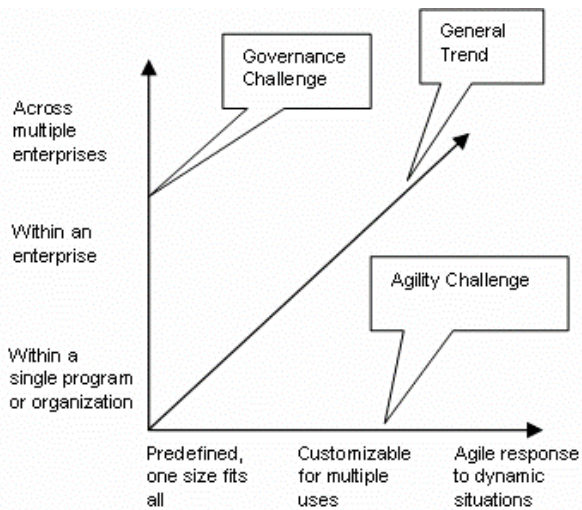 General
Trend
Governance
Challenge
Across
multiple
enterprises
Within an
enterprise
Agility Challenge
Within a
single program
or organization
Predefined,
one size fits
all
Customizable
for multiple
uses
Agile response
to dynamic
situations